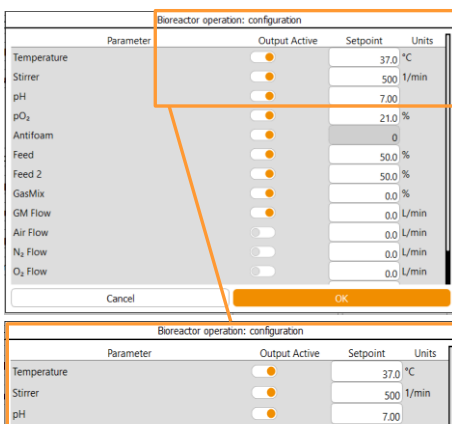 Bioreactor operation: configuration
Parameter Output Active Setpoint Units
Temperature 37.0 °C
Stirrer 500 1/min
pH 7.00
pO₂ 21.0 %
Antifoam 0
Feed 50.0 %
Feed 2 50.0 %
GasMix 0.0 %
GM Flow 0.0 L/min
Air Flow 0.0 L/min
N₂ Flow 0.0 L/min
O₂ Flow 0.0 L/min
Cancel OK
Bioreactor operation: configuration
Parameter Output Active Setpoint Units
Temperature 37.0 °C
Stirrer 500 1/min
pH 7.00